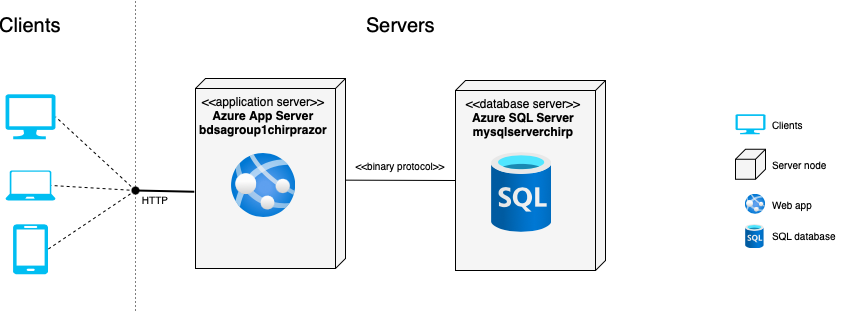 Clients
Servers
<<application server>>
Azure App Server
bdsagroup1chirprazor
<<database server>>
Azure SQL Server
mysqlserverchirp
<<binary protocol>>
HTTP
SQL
Clients
Server node
Web app
SQL
SQL database